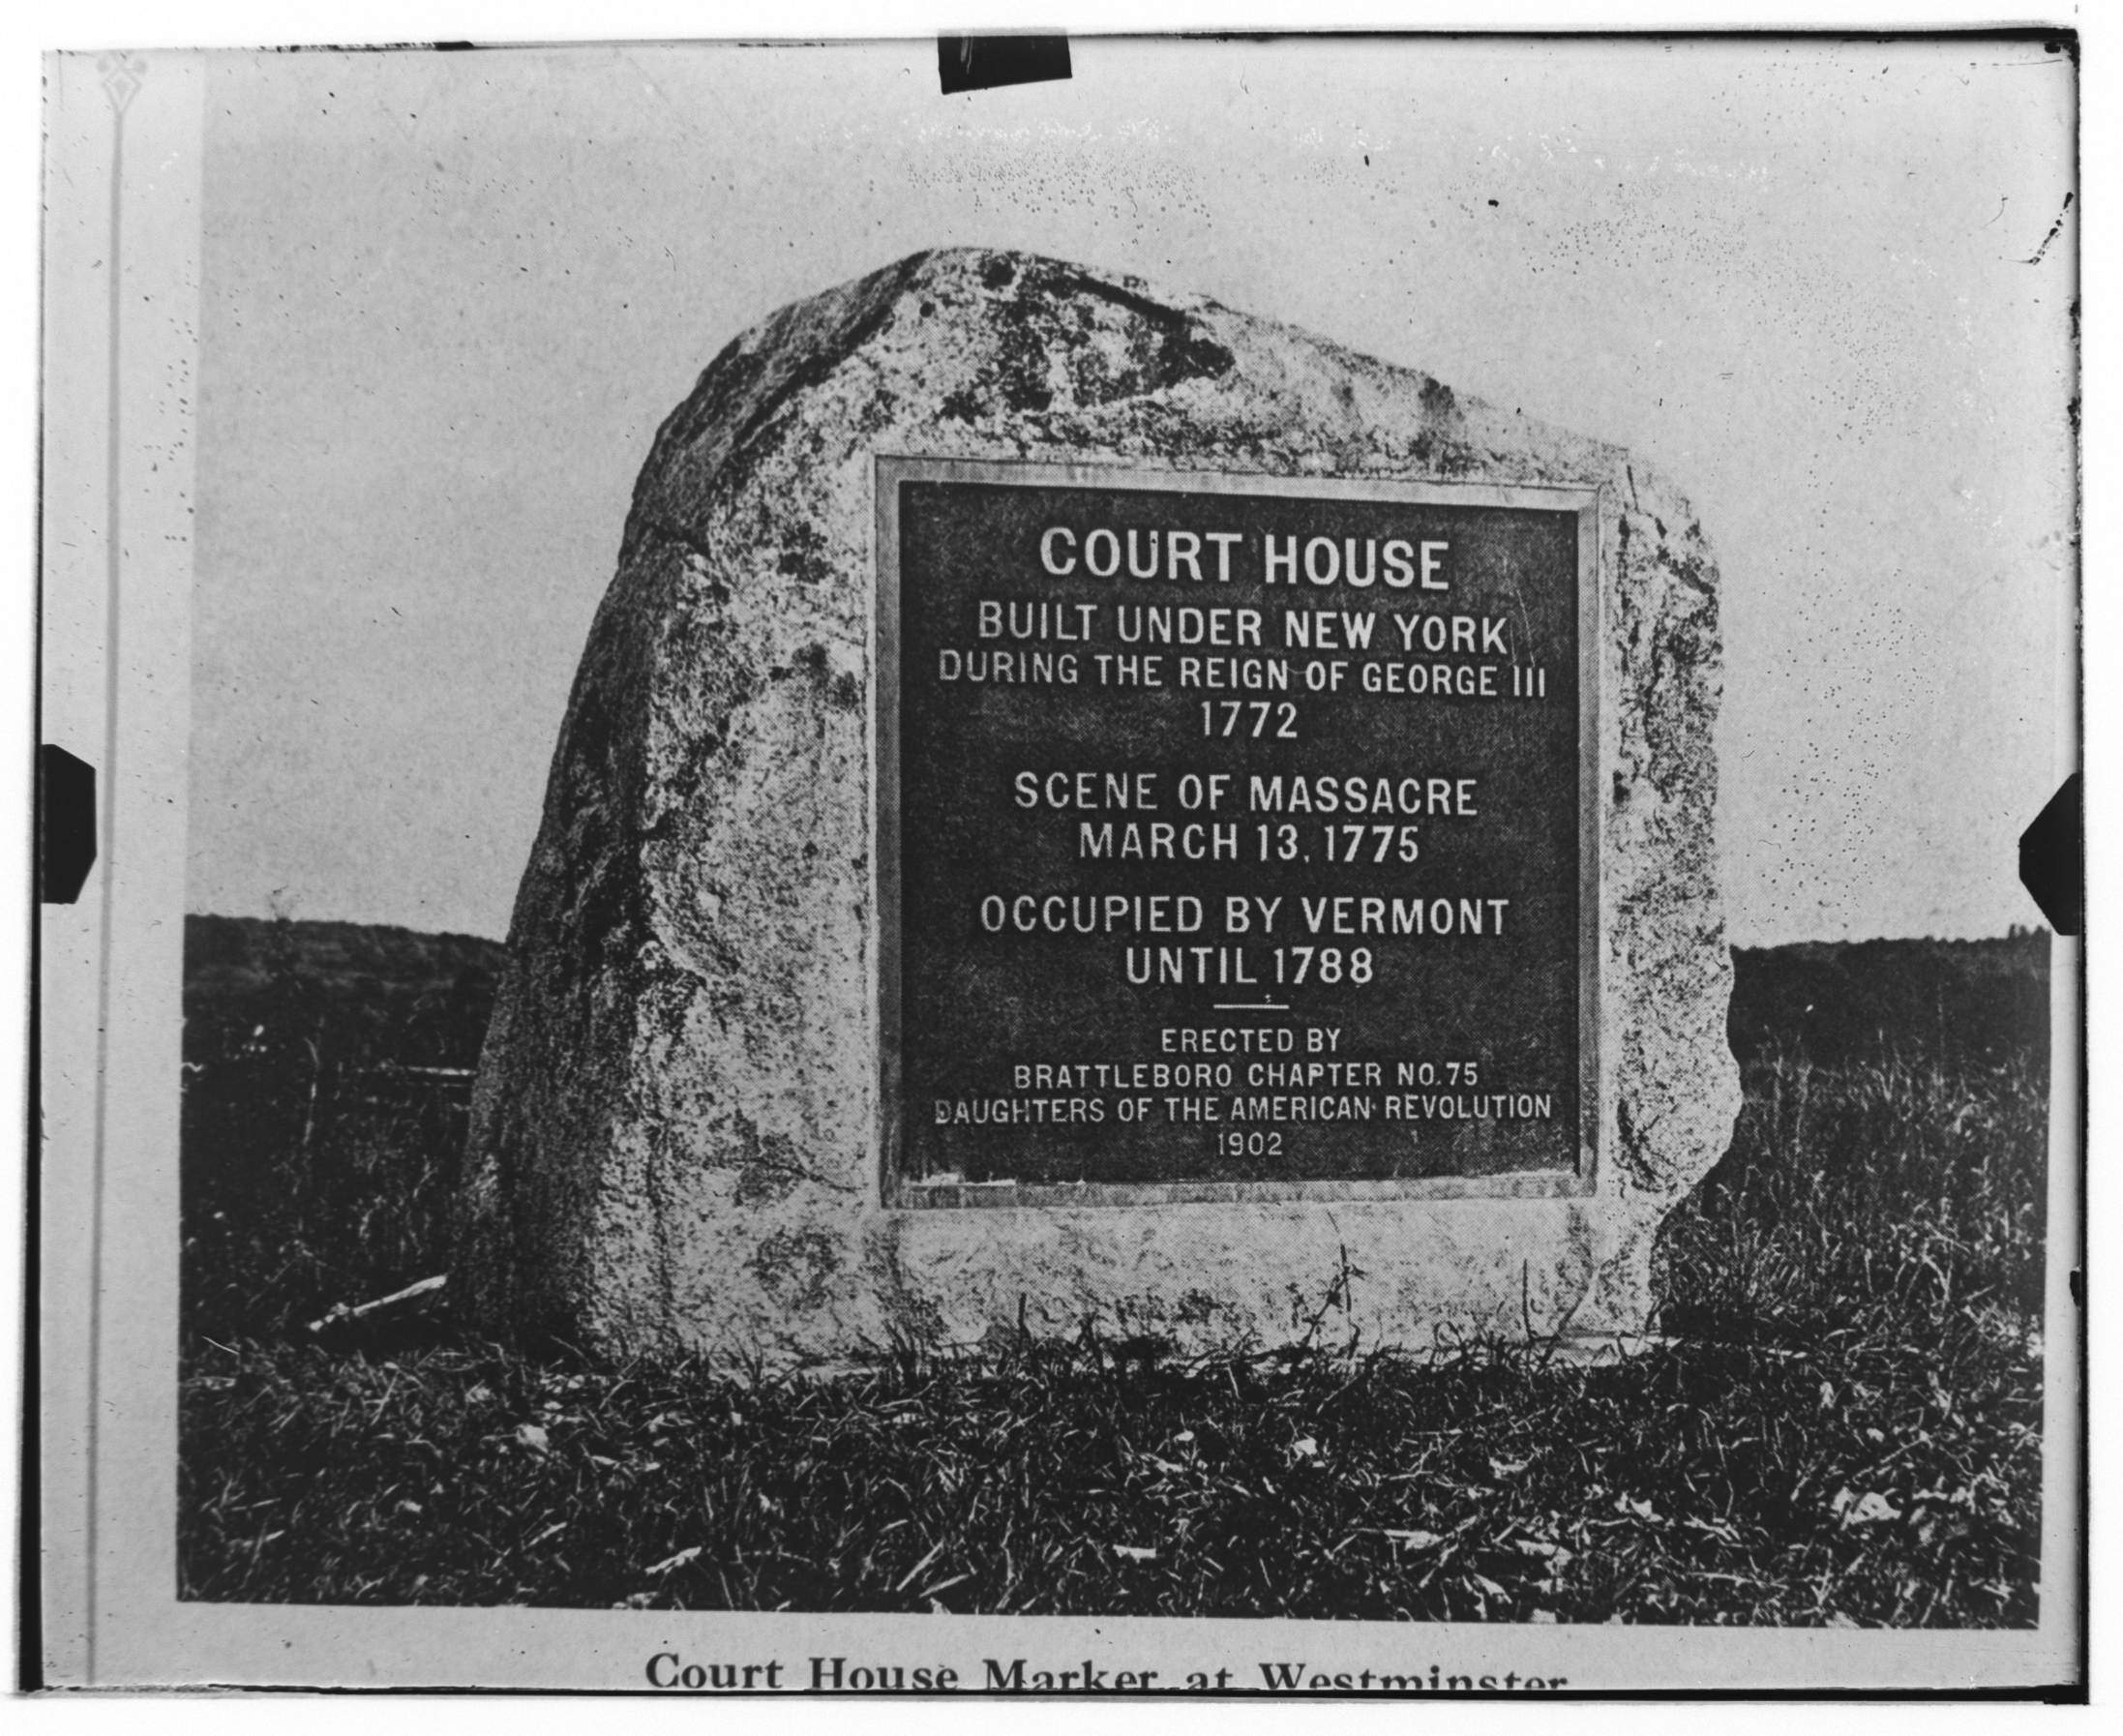 COURT HOUSE
BUILT UNDER NEW YORK
DURING THE REIGN OF GEORGE III
1772
SCENE OF MASSACRE
MARCH 13, 1775
OCCUPIED BY VERMONT
UNTIL 1788
ERECTED BY
BRATTLEBORO CHAPTER NO. 75
DAUGHTERS OF THE AMERICAN REVOLUTION
1902
Court House Marker at Westminster